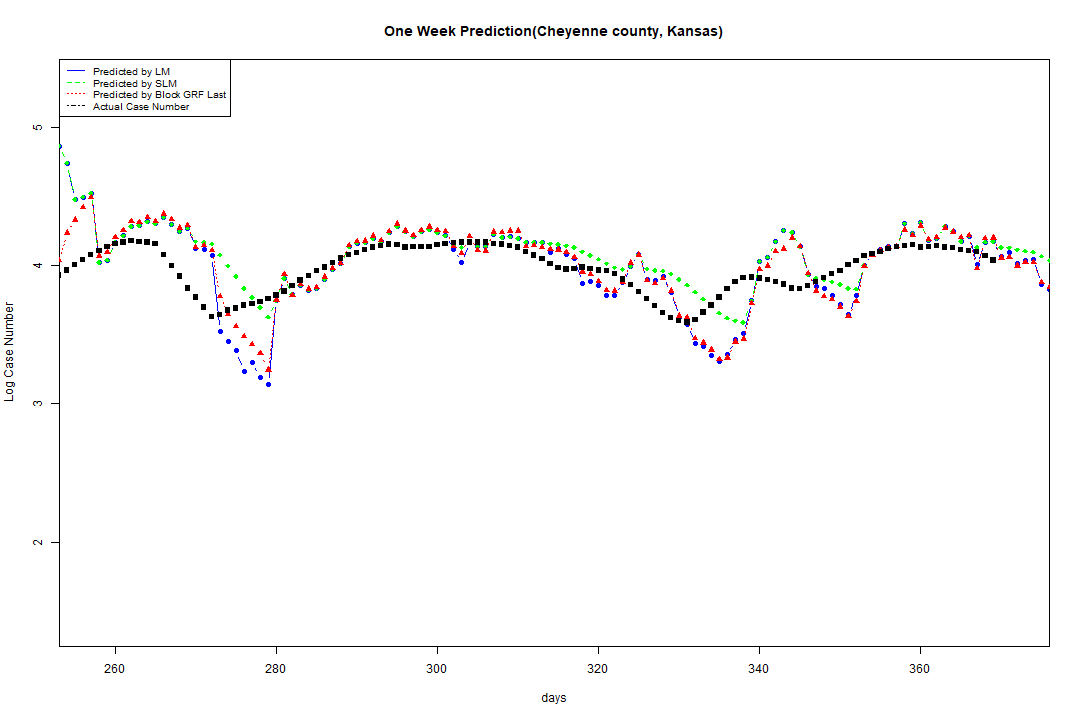 One Week Prediction(Cheyenne county, Kansas)
Predicted by LM
Predicted by SLM
Predicted by Block GRF Last
Actual Case Number
5
4
3
2
Log Case Number
260 280 300 320 340 360
days